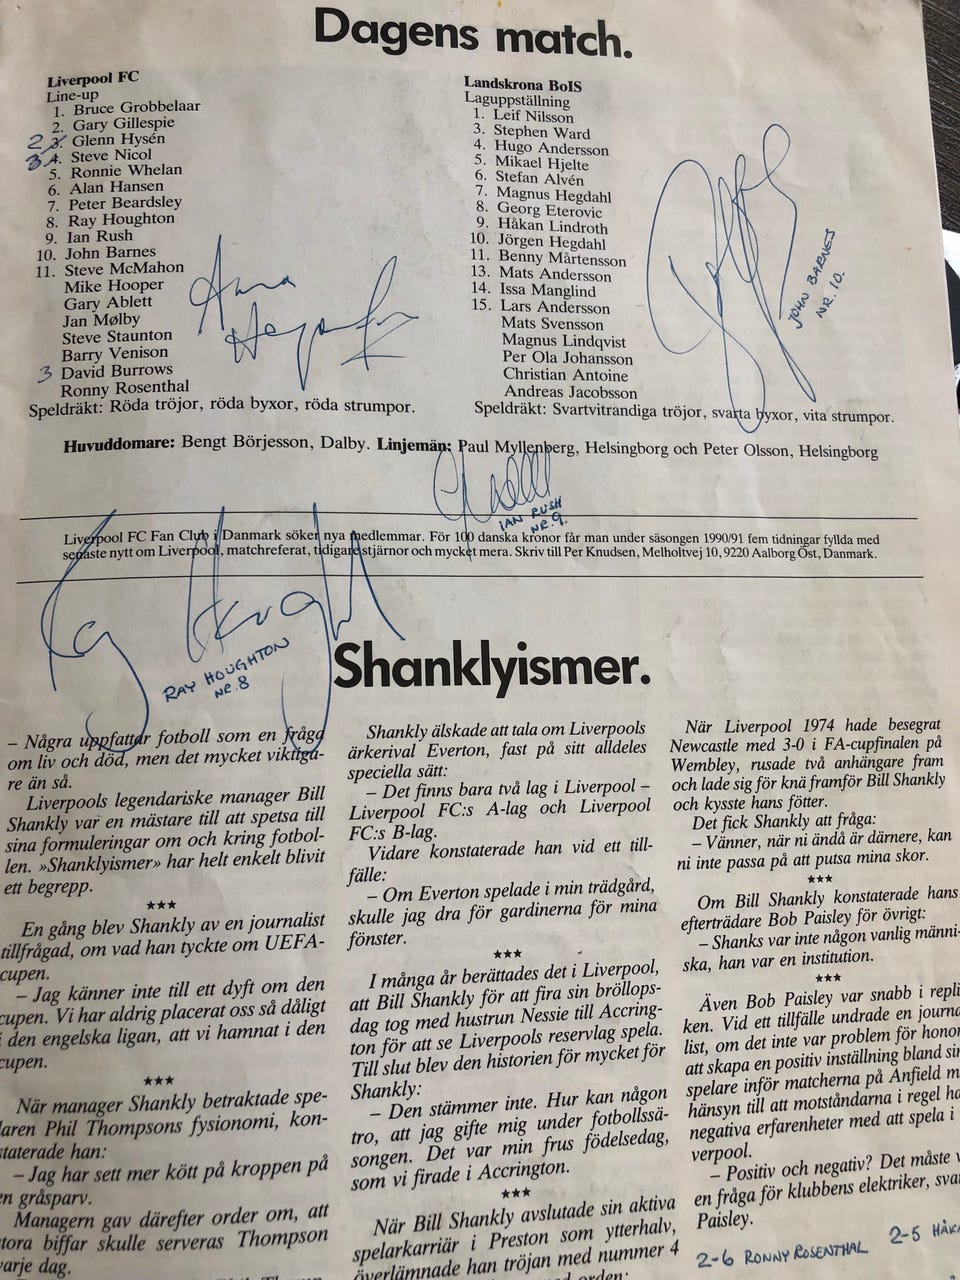 Dagens match.
Liverpool FC
Line-up
1. Bruce Grobbelaar
2. Gary Gillespie
2 3. Glenn Hysén
3 4. Steve Nicol
5. Ronnie Whelan
6. Alan Hansen
7. Peter Beardsley
8. Ray Houghton
9. Ian Rush
10. John Barnes
11. Steve McMahon
Mike Hooper
Gary Ablett
Jan Mølby
Steve Staunton
Barry Venison
3 David Burrows
Ronny Rosenthal
Speldräkt: Röda tröjor, röda byxor, röda strumpor.
Landskrona BoIS
Laguppställning
1. Leif Nilsson
3. Stephen Ward
4. Hugo Andersson
5. Mikael Hjelte
6. Stefan Alvén
7. Magnus Hegdahl
8. Georg Eterovic
9. Håkan Lindroth
10. Jörgen Hegdahl
11. Benny Mårtensson
13. Mats Andersson
14. Issa Manglind
15. Lars Andersson
Mats Svensson
Magnus Lindqvist
Per Ola Johansson
Christian Antoine
Andreas Jacobsson
Speldräkt: Svartvitrandiga tröjor, svarta byxor, vita strumpor.
JOHN BARNES
NR. 10.
Huvuddomare: Bengt Börjesson, Dalby. Linjemän: Paul Myllenberg, Helsingborg och Peter Olsson, Helsingborg
IAN RUSH
NR. 9.
Liverpool FC Fan Club i Danmark söker nya medlemmar. För 100 danska kronor får man under säsongen 1990/91 fem tidningar fyllda med
senaste nytt om Liverpool, matchreferat, tidigare stjärnor och mycket mera. Skriv till Per Knudsen, Melholtvej 10, 9220 Aalborg Öst, Danmark.
RAY HOUGHTON
NR. 8
Shanklyismer.
– Några uppfattar fotboll som en fråga
om liv och död, men det mycket viktiga-
re än så.
Liverpools legendariske manager Bill
Shankly var en mästare till att spetsa till
sina formuleringar om och kring fotbol-
len. »Shanklyismer» har helt enkelt blivit
ett begrepp.
★★★
En gång blev Shankly av en journalist
tillfrågad, om vad han tyckte om UEFA-
cupen.
– Jag känner inte till ett dyft om den
cupen. Vi har aldrig placerat oss så dåligt
i den engelska ligan, att vi hamnat i den
cupen.
★★★
När manager Shankly betraktade spe-
laren Phil Thompsons fysionomi, kon-
staterade han:
– Jag har sett mer kött på kroppen på
en gråsparv.
Managern gav därefter order om, att
stora biffar skulle serveras Thompson
varje dag.
Shankly älskade att tala om Liverpools
ärkerival Everton, fast på sitt alldeles
speciella sätt:
– Det finns bara två lag i Liverpool –
Liverpool FC:s A-lag och Liverpool
FC:s B-lag.
Vidare konstaterade han vid ett till-
fälle:
– Om Everton spelade i min trädgård,
skulle jag dra för gardinerna för mina
fönster.
★★★
I många år berättades det i Liverpool,
att Bill Shankly för att fira sin bröllops-
dag tog med hustrun Nessie till Accring-
ton för att se Liverpools reservlag spela.
Till slut blev den historien för mycket för
Shankly:
– Den stämmer inte. Hur kan någon
tro, att jag gifte mig under fotbollssä-
songen. Det var min frus födelsedag,
som vi firade i Accrington.
★★★
När Bill Shankly avslutade sin aktiva
spelarkarriär i Preston som ytterhalv,
överlämnade han tröjan med nummer 4
orden:
När Liverpool 1974 hade besegrat
Newcastle med 3-0 i FA-cupfinalen på
Wembley, rusade två anhängare fram
och lade sig för knä framför Bill Shankly
och kysste hans fötter.
Det fick Shankly att fråga:
– Vänner, när ni ändå är därnere, kan
ni inte passa på att putsa mina skor.
★★★
Om Bill Shankly konstaterade hans
efterträdare Bob Paisley för övrigt:
– Shanks var inte någon vanlig männi-
ska, han var en institution.
★★★
Även Bob Paisley var snabb i repli
ken. Vid ett tillfälle undrade en journa
list, om det inte var problem för honom
att skapa en positiv inställning bland sin
spelare inför matcherna på Anfield m
hänsyn till att motståndarna i regel ha
negativa erfarenheter med att spela i
verpool.
– Positiv och negativ? Det måste v
en fråga för klubbens elektriker, sva
Paisley.
2-6 RONNY ROSENTHAL
2-5 HÅK